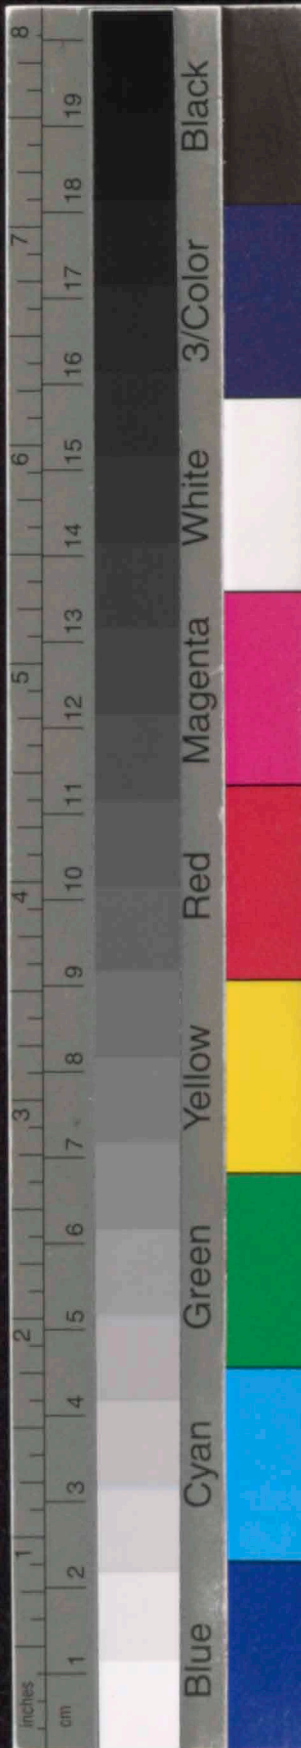 inches 1 2 3 4 5 6 7 8
cm 1 2 3 4 5 6 7 8 9 10 11 12 13 14 15 16 17 18 19
Blue Cyan Green Yellow Red Magenta White 3/Color Black